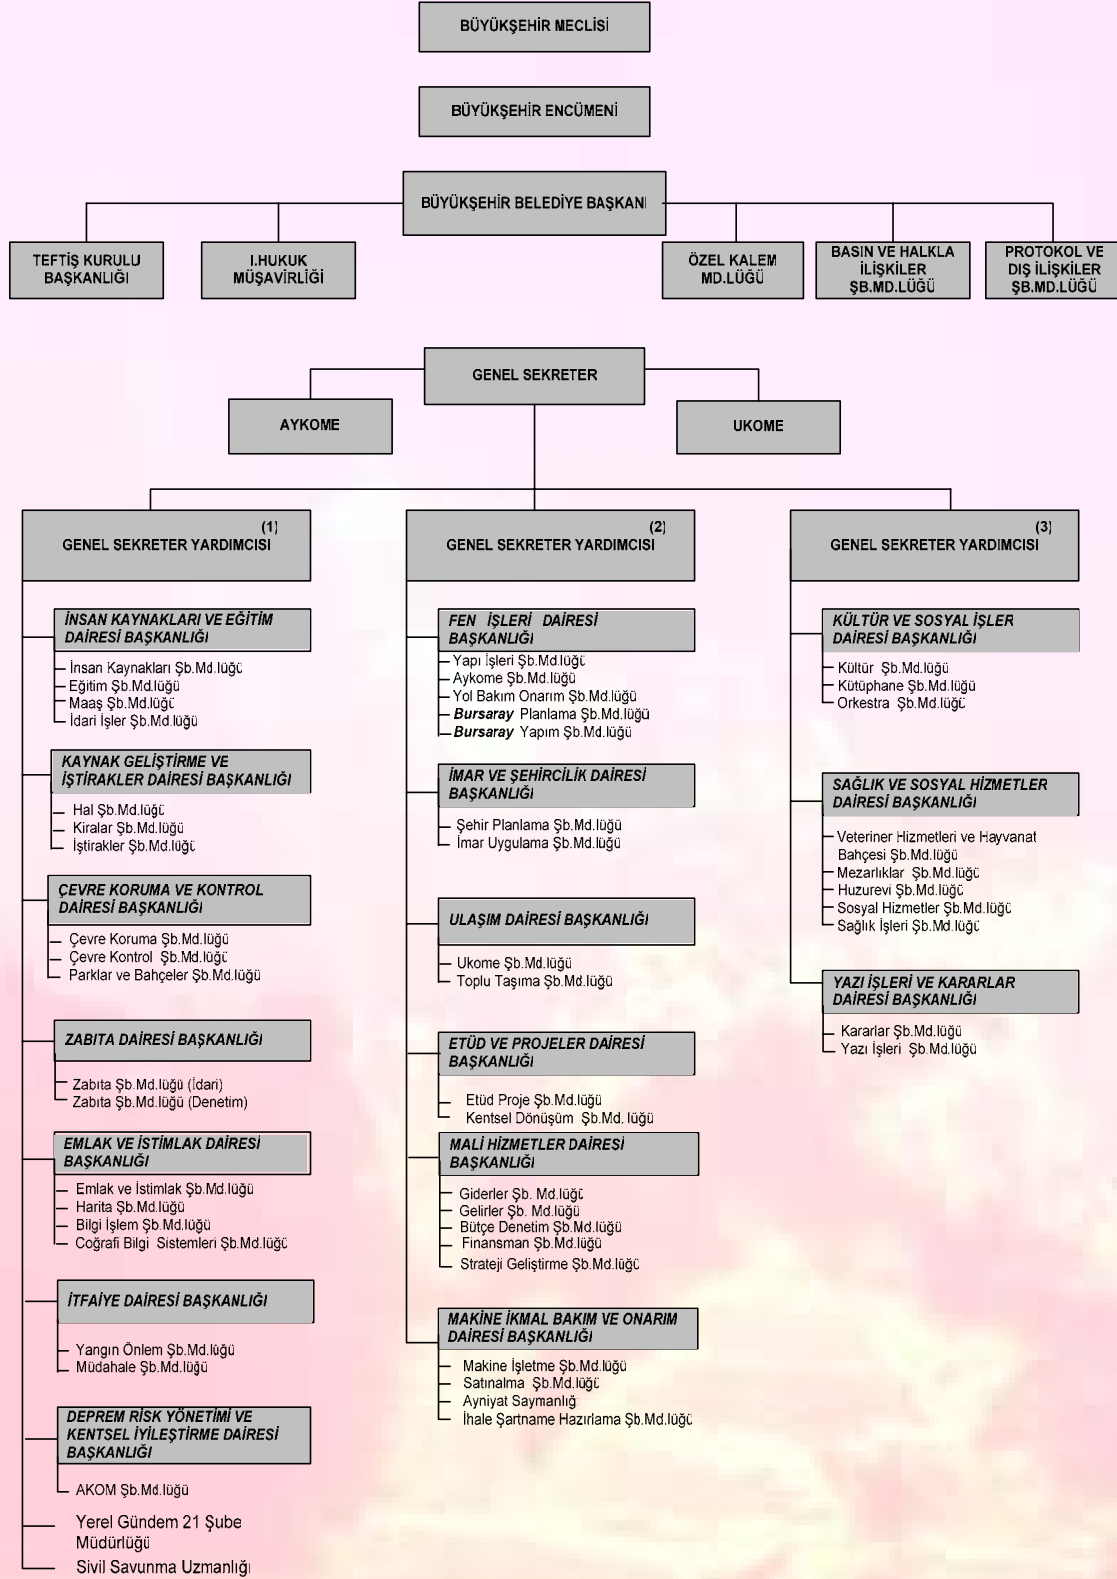 BÜYÜKŞEHİR MECLİSİ
BÜYÜKŞEHİR ENCÜMENİ
BÜYÜKŞEHİR BELEDİYE BAŞKANI
TEFTİŞ KURULU
BAŞKANLIĞI
I.HUKUK
MÜŞAVİRLİĞİ
ÖZEL KALEM
MD.LÜĞÜ
BASIN VE HALKLA
İLİŞKİLER
ŞB.MD.LÜĞÜ
PROTOKOL VE
DIŞ İLİŞKİLER
ŞB.MD.LÜĞÜ
GENEL SEKRETER
AYKOME
UKOME
(1)
GENEL SEKRETER YARDIMCISI
İNSAN KAYNAKLARI VE EĞİTİM
DAİRESİ BAŞKANLIĞI
İnsan Kaynakları Şb.Md.lüğü
Eğitim Şb.Md.lüğü
Maaş Şb.Md.lüğü
İdari İşler Şb.Md.lüğü
KAYNAK GELİŞTİRME VE
İŞTİRAKLER DAİRESİ BAŞKANLIĞI
Hal Şb.Md.lüğü
Kiralar Şb.Md.lüğü
İştirakler Şb.Md.lüğü
ÇEVRE KORUMA VE KONTROL
DAİRESİ BAŞKANLIĞI
Çevre Koruma Şb.Md.lüğü
Çevre Kontrol Şb.Md.lüğü
Parklar ve Bahçeler Şb.Md.lüğü
ZABITA DAİRESİ BAŞKANLIĞI
Zabıta Şb.Md.lüğü (İdari)
Zabıta Şb.Md.lüğü (Denetim)
EMLAK VE İSTİMLAK DAİRESİ
BAŞKANLIĞI
Emlak ve İstimlak Şb.Md.lüğü
Harita Şb.Md.lüğü
Bilgi İşlem Şb.Md.lüğü
Coğrafi Bilgi Sistemleri Şb.Md.lüğü
İTFAİYE DAİRESİ BAŞKANLIĞI
Yangın Önlem Şb.Md.lüğü
Müdahale Şb.Md.lüğü
DEPREM RİSK YÖNETİMİ VE
KENTSEL İYİLEŞTİRME DAİRESİ
BAŞKANLIĞI
AKOM Şb.Md.lüğü
Yerel Gündem 21 Şube
Müdürlüğü
Sivil Savunma Uzmanlığı
(2)
GENEL SEKRETER YARDIMCISI
FEN İŞLERİ DAİRESİ
BAŞKANLIĞI
Yapı İşleri Şb.Md.lüğü
Aykome Şb.Md.lüğü
Yol Bakım Onarım Şb.Md.lüğü
Bursaray Planlama Şb.Md.lüğü
Bursaray Yapım Şb.Md.lüğü
İMAR VE ŞEHİRCİLİK DAİRESİ
BAŞKANLIĞI
Şehir Planlama Şb.Md.lüğü
İmar Uygulama Şb.Md.lüğü
ULAŞIM DAİRESİ BAŞKANLIĞI
Ukome Şb.Md.lüğü
Toplu Taşıma Şb.Md.lüğü
ETÜD VE PROJELER DAİRESİ
BAŞKANLIĞI
Etüd Proje Şb.Md.lüğü
Kentsel Dönüşüm Şb.Md. lüğü
MALİ HİZMETLER DAİRESİ
BAŞKANLIĞI
Giderler Şb. Md.lüğü
Gelirler Şb. Md.lüğü
Bütçe Denetim Şb.Md.lüğü
Finansman Şb.Md.lüğü
Strateji Geliştirme Şb.Md.lüğü
MAKİNE İKMAL BAKIM VE ONARIM
DAİRESİ BAŞKANLIĞI
Makine İşletme Şb.Md.lüğü
Satınalma Şb.Md.lüğü
Ayniyat Saymanlığ
İhale Şartname Hazırlama Şb.Md.lüğü
(3)
GENEL SEKRETER YARDIMCISI
KÜLTÜR VE SOSYAL İŞLER
DAİRESİ BAŞKANLIĞI
Kültür Şb.Md.lüğü
Kütüphane Şb.Md.lüğü
Orkestra Şb.Md.lüğü
SAĞLIK VE SOSYAL HİZMETLER
DAİRESİ BAŞKANLIĞI
Veteriner Hizmetleri ve Hayvanat
Bahçesi Şb.Md.lüğü
Mezarlıklar Şb.Md.lüğü
Huzurevi Şb.Md.lüğü
Sosyal Hizmetler Şb.Md.lüğü
Sağlık İşleri Şb.Md.lüğü
YAZI İŞLERİ VE KARARLAR
DAİRESİ BAŞKANLIĞI
Kararlar Şb.Md.lüğü
Yazı İşleri Şb.Md.lüğü